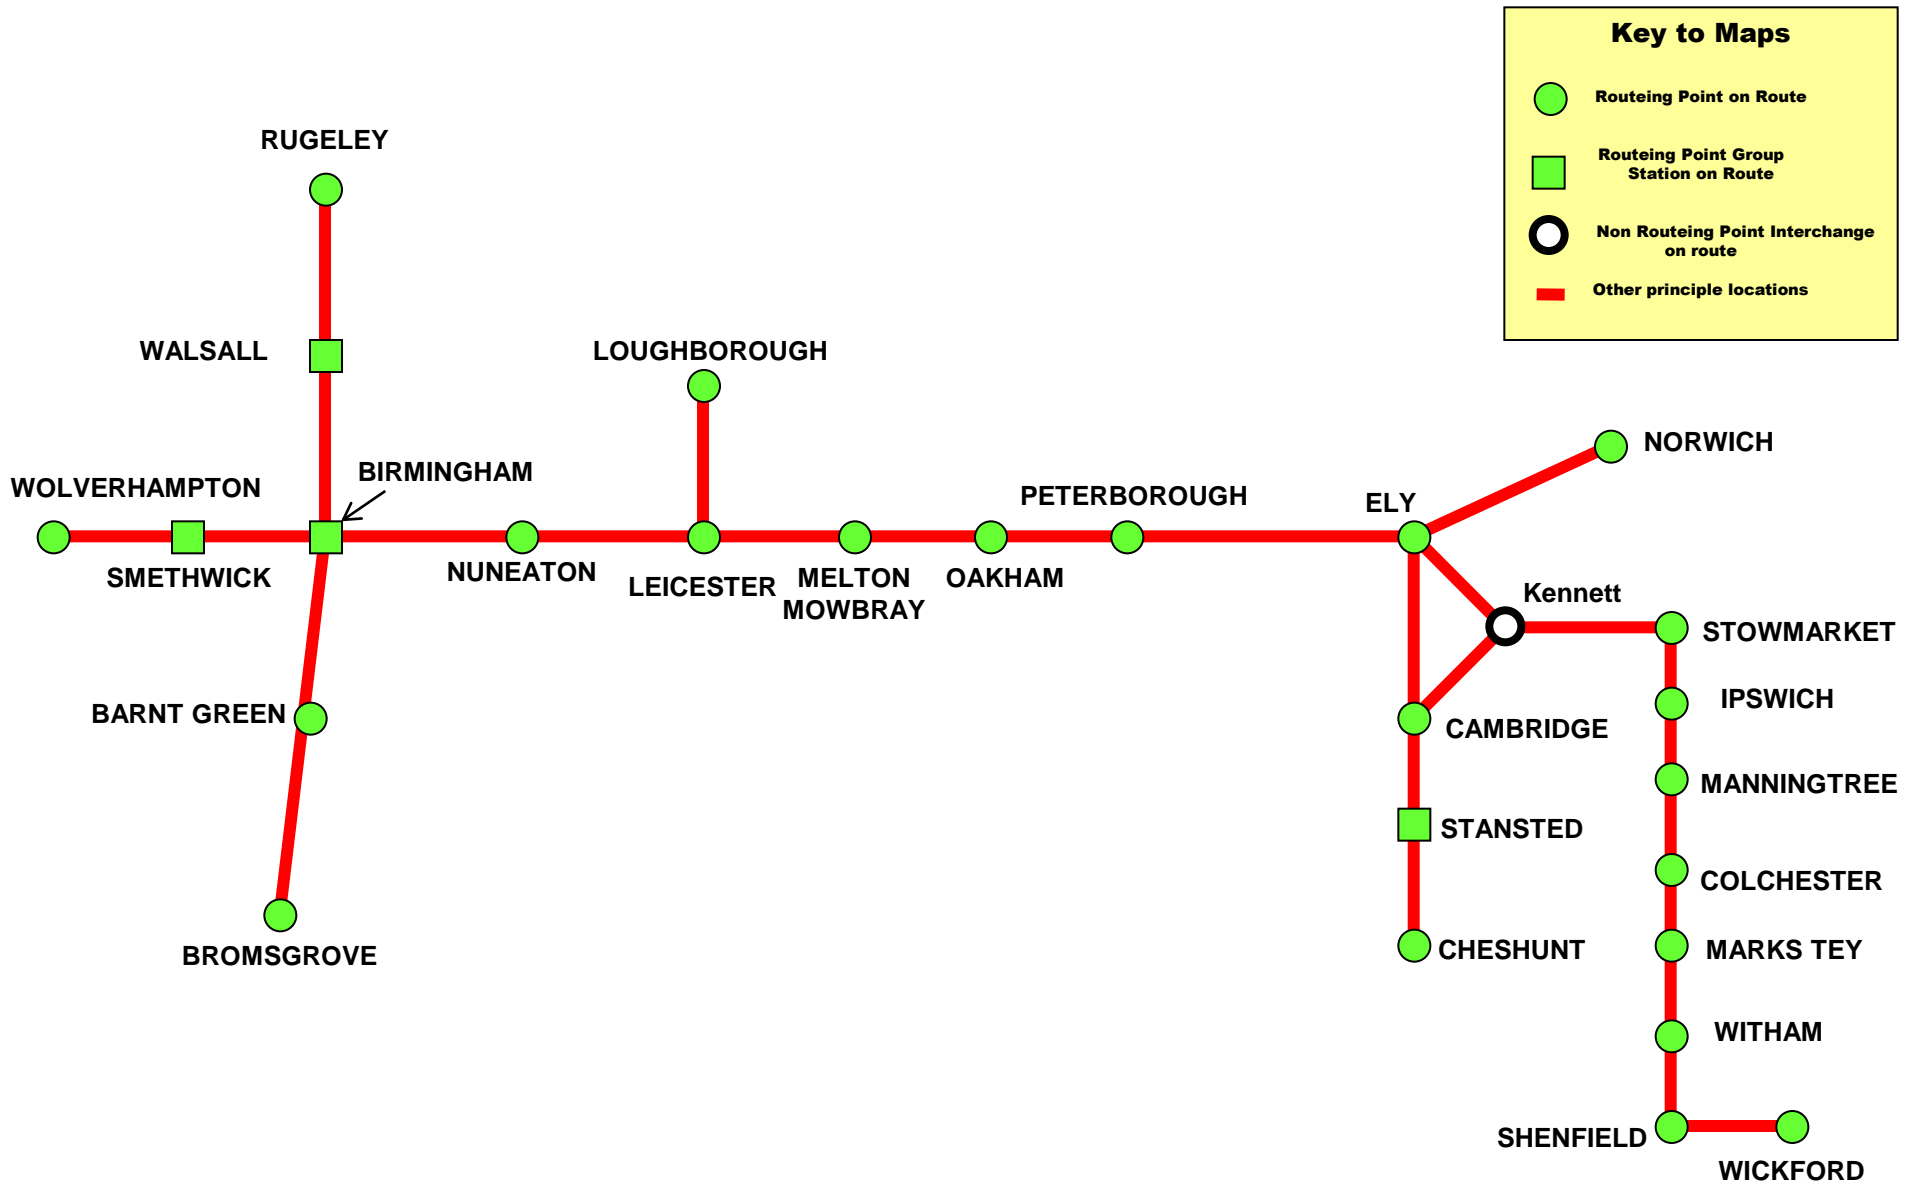 Key to Maps
Routeing Point on Route
Routeing Point Group
Station on Route
Non Routeing Point Interchange
on route
Other principle locations
RUGELEY
WALSALL
LOUGHBOROUGH
NORWICH
BIRMINGHAM
WOLVERHAMPTON
PETERBOROUGH
ELY
SMETHWICK
NUNEATON
LEICESTER
MELTON
MOWBRAY
OAKHAM
Kennett
STOWMARKET
IPSWICH
BARNT GREEN
CAMBRIDGE
MANNINGTREE
STANSTED
COLCHESTER
BROMSGROVE
CHESHUNT
MARKS TEY
WITHAM
SHENFIELD
WICKFORD